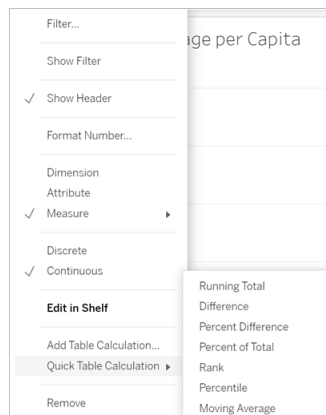 Filter...
age per Capita
Show Filter
Show Header
Format Number...
Dimension
Attribute
Measure
Discrete
Continuous
Edit in Shelf
Add Table Calculation...
Quick Table Calculation
Remove
Running Total
Difference
Percent Difference
Percent of Total
Rank
Percentile
Moving Average